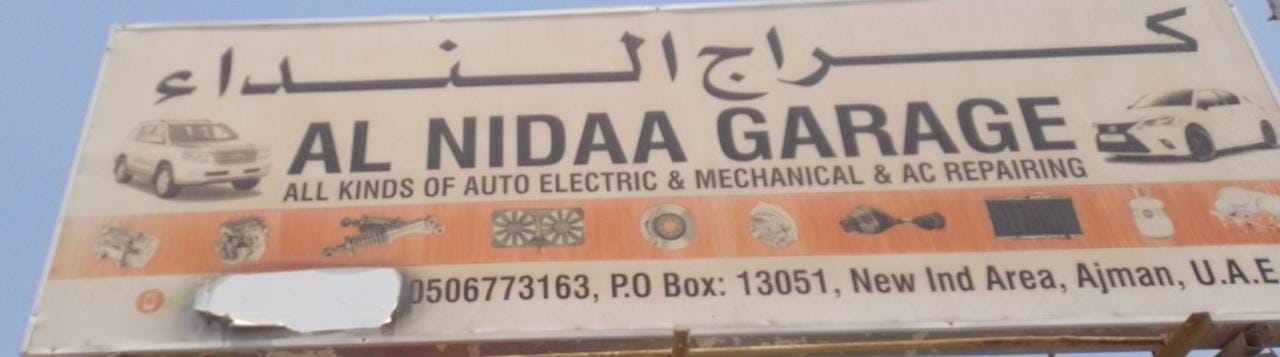 كراج النداء
AL NIDAA GARAGE
ALL KINDS OF AUTO ELECTRIC & MECHANICAL & AC REPAIRING
0506773163, P.O Box: 13051, New Ind Area, Ajman, U.A.E